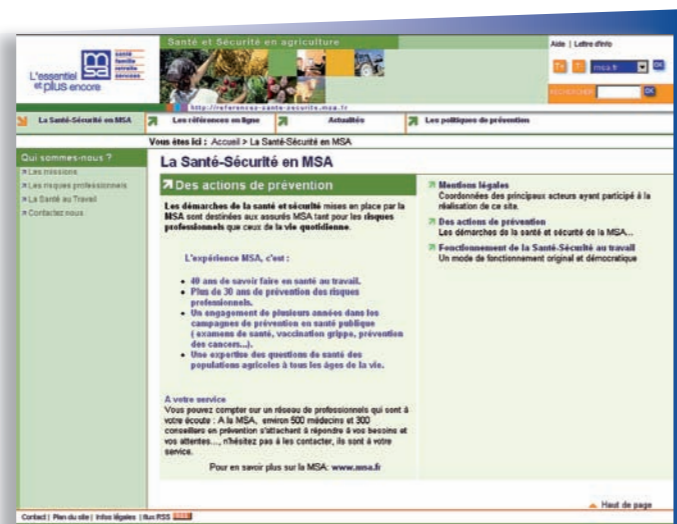 L'essentiel
et plus encore
msa
santé
famille
retraite
services
Santé et Sécurité en agriculture
http://references-sante-securite.msa.fr
Aide | Lettre d'info
T+ T- msa.fr OK
RECHERCHER OK
La Santé-Sécurité en MSA
Les références en ligne
Actualités
Les politiques de prévention
Vous êtes ici : Accueil > La Santé-Sécurité en MSA
Qui sommes-nous ?
Les missions
Les risques professionnels
La Santé au Travail
Contactez nous
La Santé-Sécurité en MSA
Des actions de prévention
Les démarches de la santé et sécurité mises en place par la
MSA sont destinées aux assurés MSA tant pour les risques
professionnels que ceux de la vie quotidienne.
L'expérience MSA, c'est :
• 40 ans de savoir faire en santé au travail.
• Plus de 30 ans de prévention des risques
professionnels.
• Un engagement de plusieurs années dans les
campagnes de prévention en santé publique
( examens de santé, vaccination grippe, prévention
des cancers...).
• Une expertise des questions de santé des
populations agricoles à tous les âges de la vie.
A votre service
Vous pouvez compter sur un réseau de professionnels qui sont à
votre écoute : A la MSA, environ 500 médecins et 300
conseillers en prévention s'attachent à répondre à vos besoins et
vos attentes..., n'hésitez pas à les contacter, ils sont à votre
service.
Pour en savoir plus sur la MSA: www.msa.fr
Mentions légales
Coordonnées des principaux acteurs ayant participé à la
réalisation de ce site.
Des actions de prévention
Les démarches de la santé et sécurité de la MSA...
Fonctionnement de la Santé-Sécurité au travail
Un mode de fonctionnement original et démocratique
Haut de page
Contact | Plan du site | Infos légales | flux RSS RSS